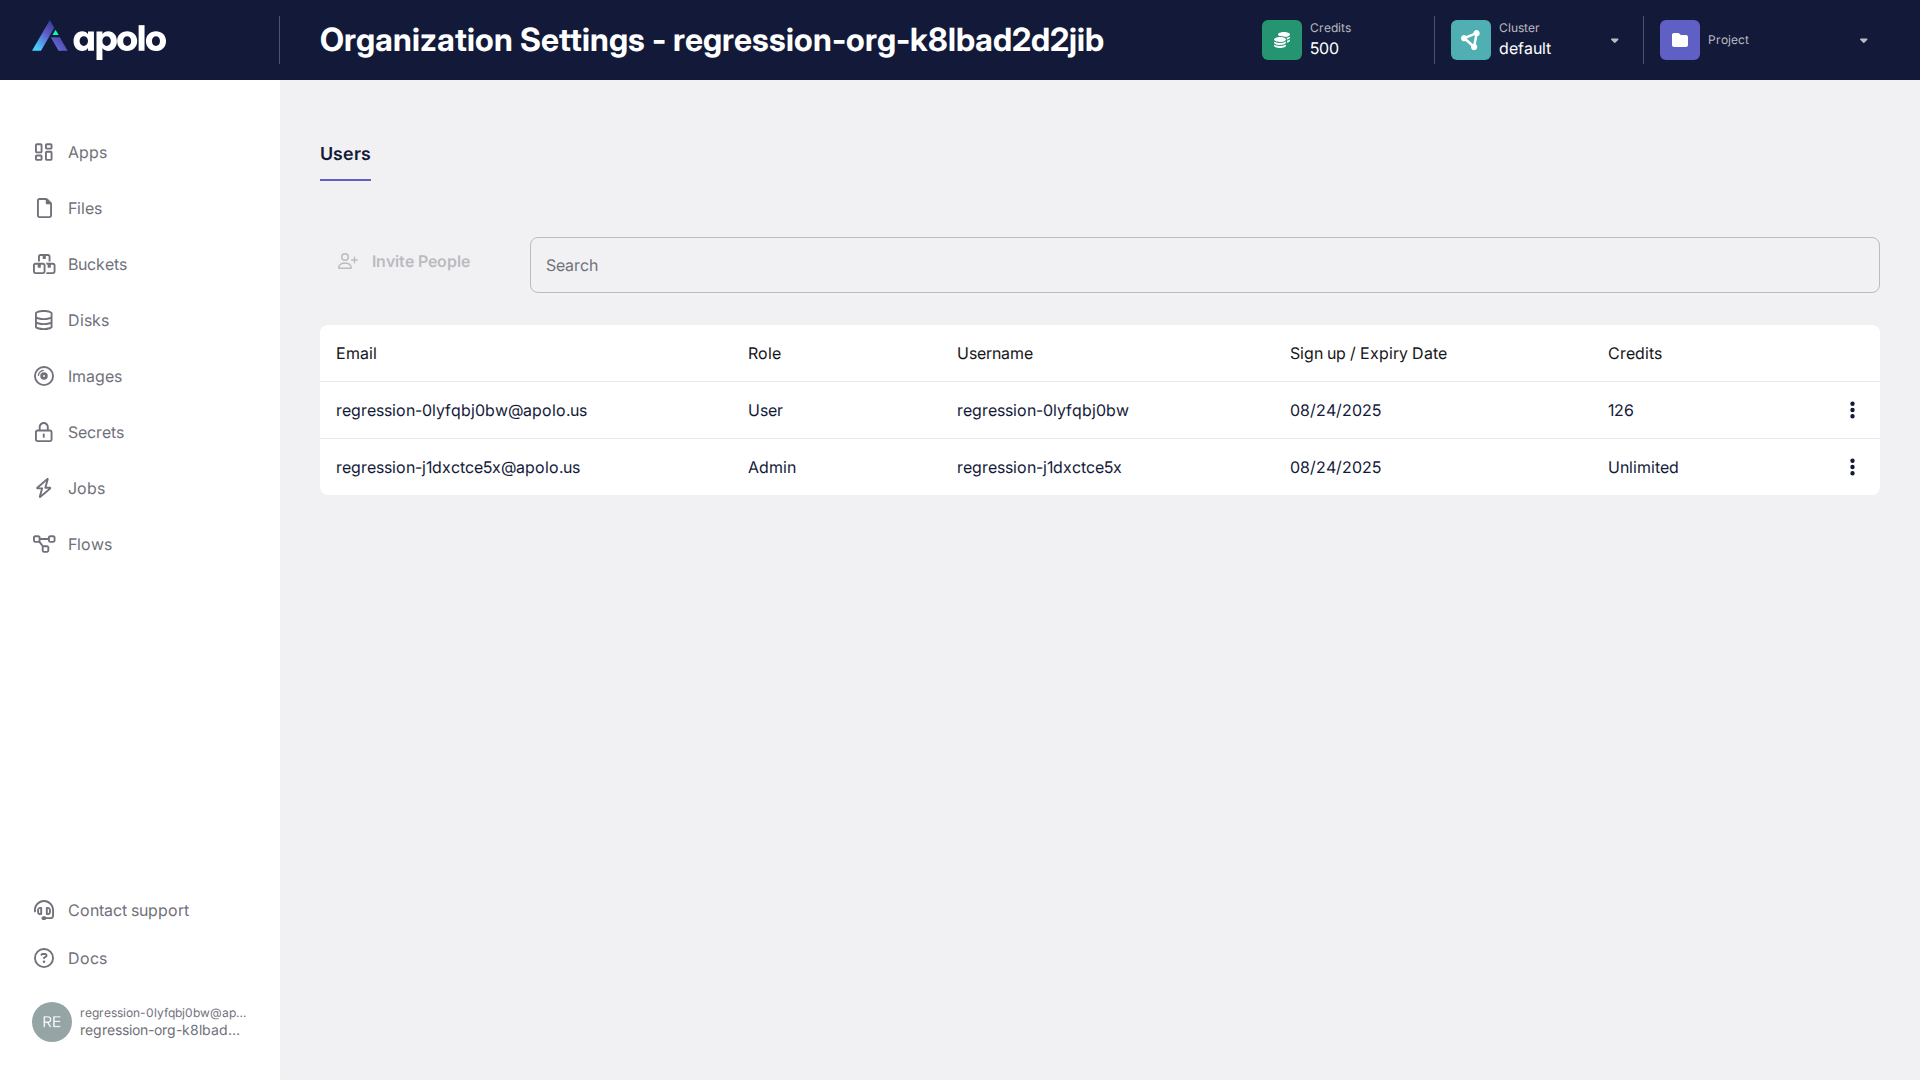 apolo
Organization Settings - regression-org-k8lbad2d2jib
Credits
500
Cluster
default
Project
Apps
Files
Buckets
Disks
Images
Secrets
Jobs
Flows
Contact support
Docs
RE
regression-0lyfqbj0bw@ap...
regression-org-k8lbad...
Users
Invite People
Search
Email Role Username Sign up / Expiry Date Credits
regression-0lyfqbj0bw@apolo.us User regression-0lyfqbj0bw 08/24/2025 126
regression-j1dxctce5x@apolo.us Admin regression-j1dxctce5x 08/24/2025 Unlimited